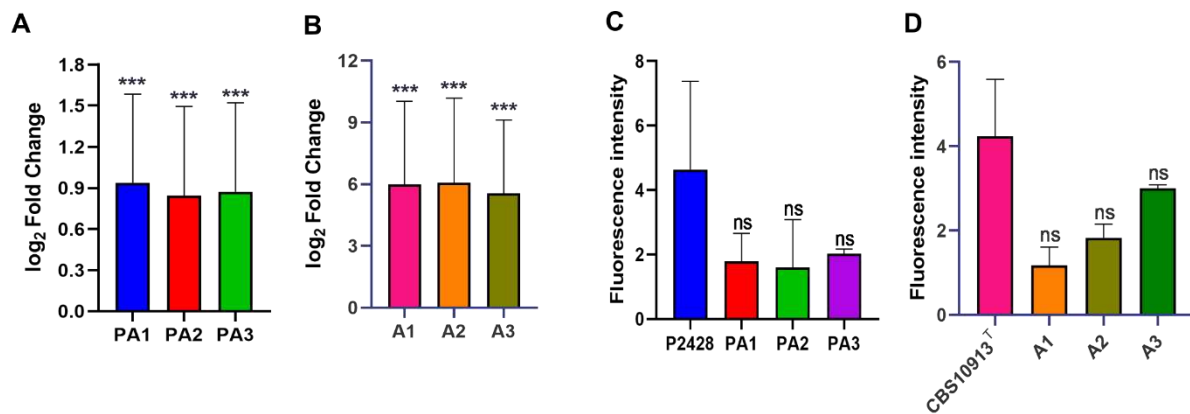 A
log2 Fold Change
1.8
1.5
1.2
0.9
0.6
0.3
0.0
***
***
***
PA1 PA2 PA3
B
log2 Fold Change
12
9
6
3
0
***
***
***
A1 A2 A3
C
Fluorescence intensity
8
6
4
2
0
ns
ns
ns
P2428 PA1 PA2 PA3
D
Fluorescence intensity
6
4
2
0
ns
ns
ns
CBS10913T A1 A2 A3